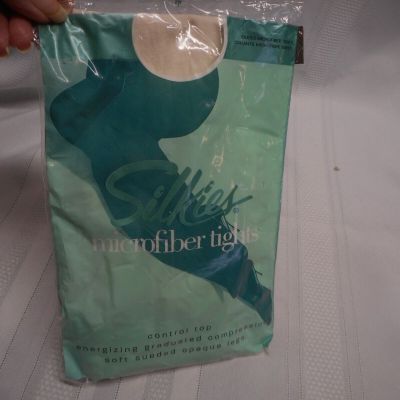 Silkies®
microfiber tights
control top
energizing graduated compression
soft sueded opaque legs